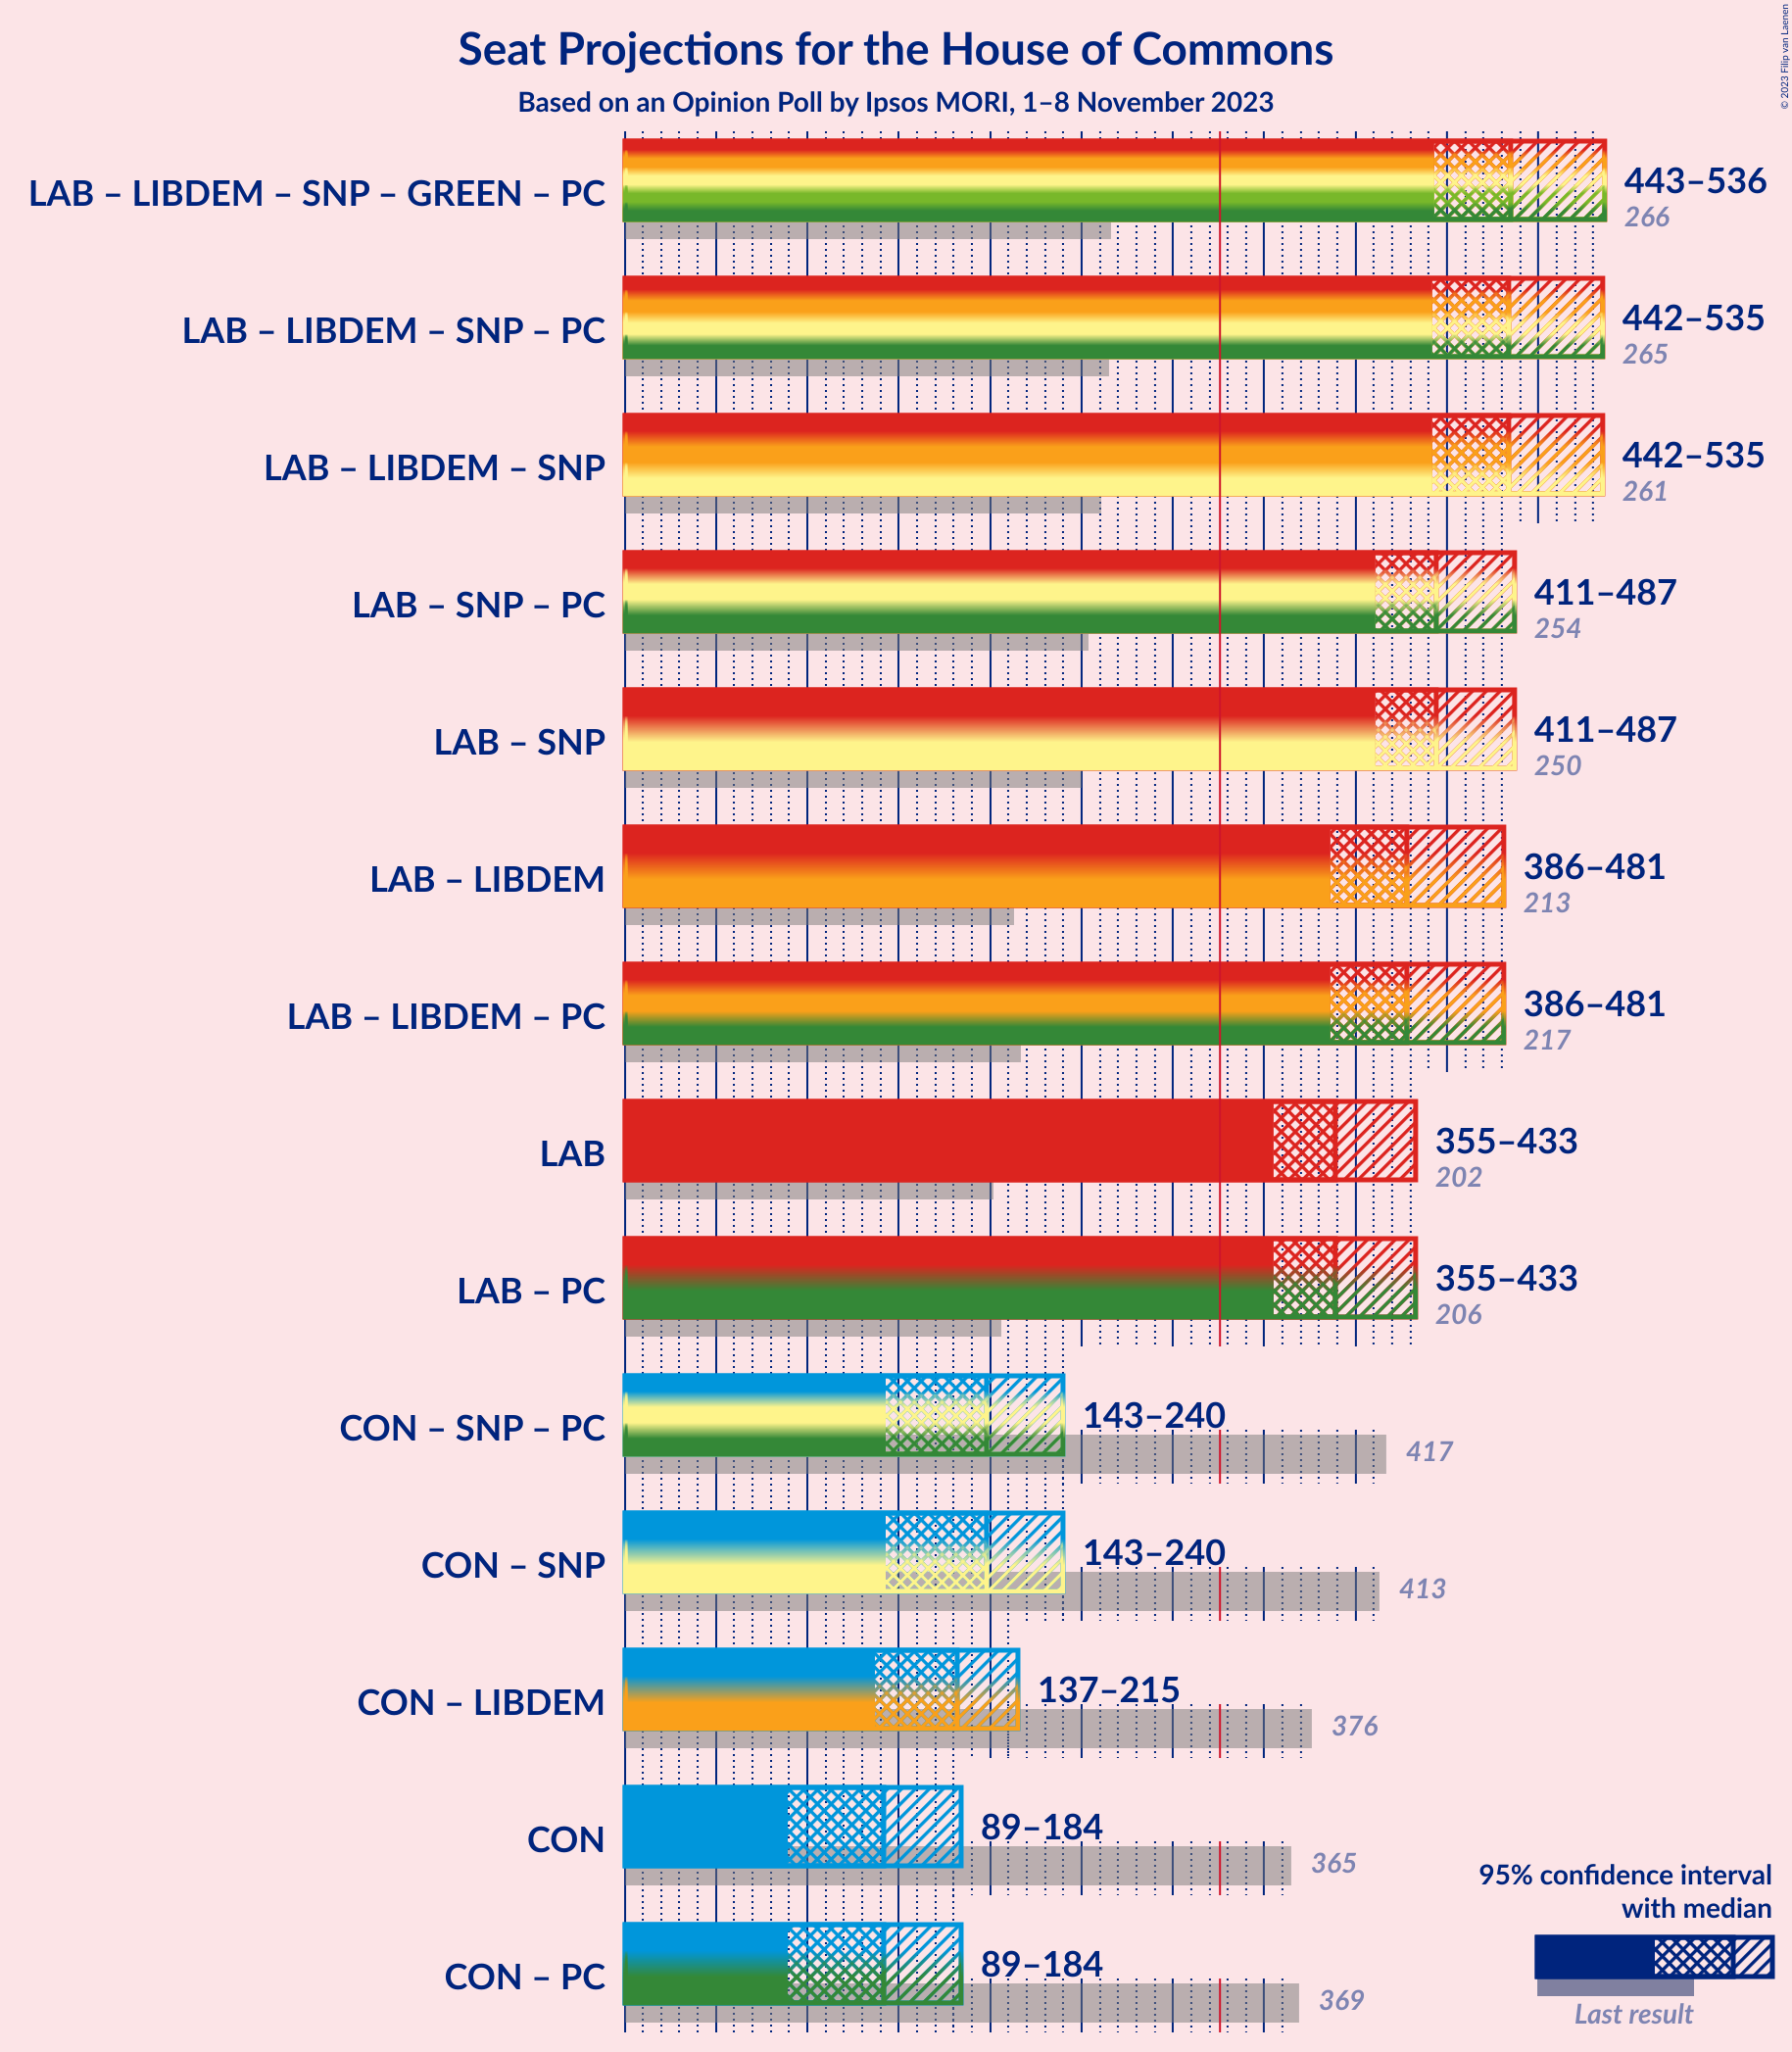 Seat Projections for the House of Commons
Based on an Opinion Poll by Ipsos MORI, 1–8 November 2023
© 2023 Filip van Laenen
LAB – LIBDEM – SNP – GREEN – PC
443–536
266
LAB – LIBDEM – SNP – PC
442–535
265
LAB – LIBDEM – SNP
442–535
261
LAB – SNP – PC
411–487
254
LAB – SNP
411–487
250
LAB – LIBDEM
386–481
213
LAB – LIBDEM – PC
386–481
217
LAB
355–433
202
LAB – PC
355–433
206
CON – SNP – PC
143–240
417
CON – SNP
143–240
413
CON – LIBDEM
137–215
376
CON
89–184
365
CON – PC
89–184
369
95% confidence interval
with median
Last result